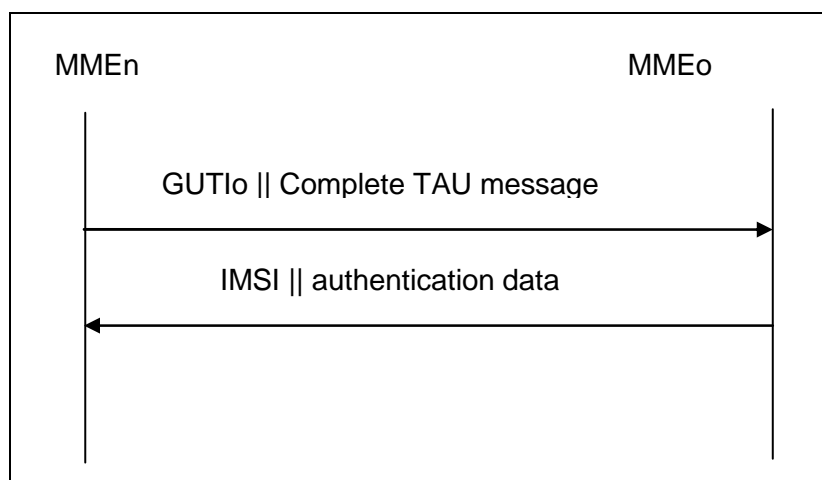 MMEn
MMEo
GUTIo || Complete TAU message
IMSI || authentication data